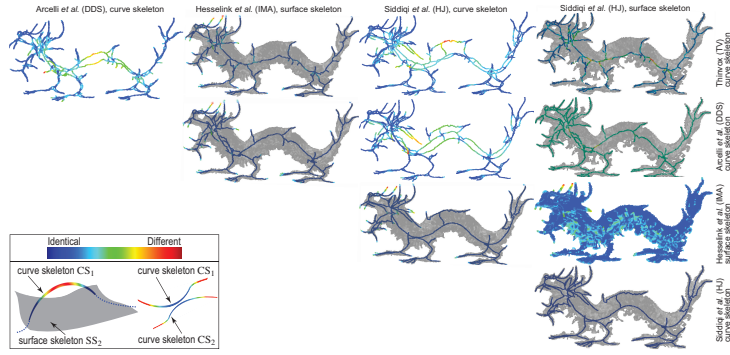 Arcelli et al. (DDS), curve skeleton
Hesselink et al. (IMA), surface skeleton
Siddiqi et al. (HJ), curve skeleton
Siddiqi et al. (HJ), surface skeleton
Thinvox (TV)
curve skeleton
Arcelli et al. (DDS)
curve skeleton
Hesselink et al. (IMA)
surface skeleton
Siddiqi et al. (HJ)
curve skeleton
Identical
Different
curve skeleton CS1
curve skeleton CS1
surface skeleton SS2
curve skeleton CS2